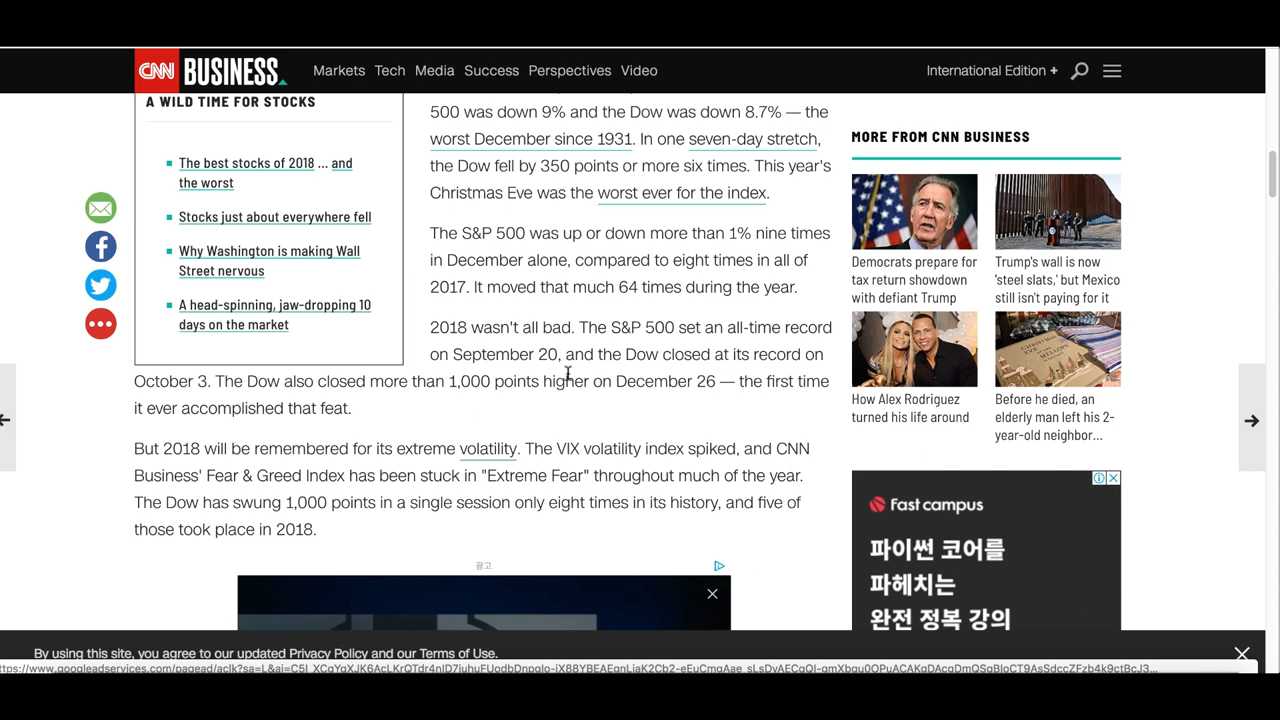 CNN BUSINESS
Markets Tech Media Success Perspectives Video
International Edition +
A WILD TIME FOR STOCKS
The best stocks of 2018 ... and
the worst
Stocks just about everywhere fell
Why Washington is making Wall
Street nervous
A head-spinning, jaw-dropping 10
days on the market
500 was down 9% and the Dow was down 8.7% — the
worst December since 1931. In one seven-day stretch,
the Dow fell by 350 points or more six times. This year's
Christmas Eve was the worst ever for the index.
The S&P 500 was up or down more than 1% nine times
in December alone, compared to eight times in all of
2017. It moved that much 64 times during the year.
2018 wasn't all bad. The S&P 500 set an all-time record
on September 20, and the Dow closed at its record on
October 3. The Dow also closed more than 1,000 points higher on December 26 — the first time
it ever accomplished that feat.
But 2018 will be remembered for its extreme volatility. The VIX volatility index spiked, and CNN
Business' Fear & Greed Index has been stuck in "Extreme Fear" throughout much of the year.
The Dow has swung 1,000 points in a single session only eight times in its history, and five of
those took place in 2018.
광고
MORE FROM CNN BUSINESS
Democrats prepare for
tax return showdown
with defiant Trump
Trump's wall is now
'steel slats,' but Mexico
still isn't paying for it
How Alex Rodriguez
turned his life around
Before he died, an
elderly man left his 2-
year-old neighbor...
Fast campus
파이썬 코어를
파헤치는
완전 정복 강의
By using this site, you agree to our updated Privacy Policy and our Terms of Use.